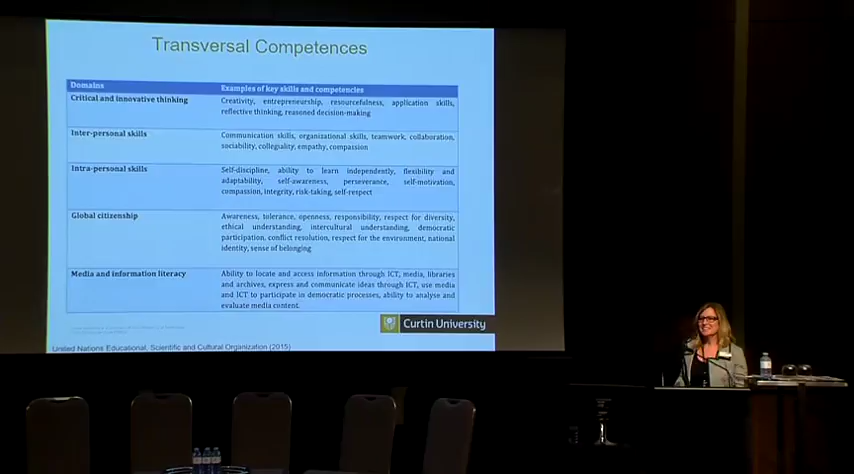 Transversal Competences
Domains Examples of key skills and competencies
Critical and innovative thinking Creativity, entrepreneurship, resourcefulness, application skills,
reflective thinking, reasoned decision-making
Inter-personal skills Communication skills, organizational skills, teamwork, collaboration,
sociability, collegiality, empathy, compassion
Intra-personal skills Self-discipline, ability to learn independently, flexibility and
adaptability, self-awareness, perseverance, self-motivation,
compassion, integrity, risk-taking, self-respect
Global citizenship Awareness, tolerance, openness, responsibility, respect for diversity,
ethical understanding, intercultural understanding, democratic
participation, conflict resolution, respect for the environment, national
identity, sense of belonging
Media and information literacy Ability to locate and access information through ICT, media, libraries
and archives, express and communicate ideas through ICT, use media
and ICT to participate in democratic processes, ability to analyse and
evaluate media content.
Curtin University
United Nations Educational, Scientific and Cultural Organization (2015)